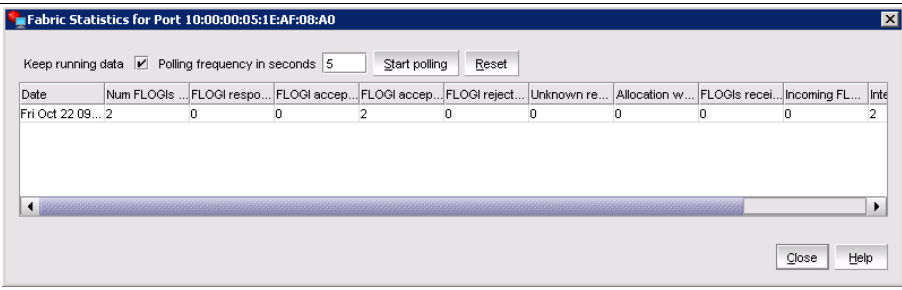 Fabric Statistics for Port 10:00:00:05:1E:AF:08:A0
Keep running data Polling frequency in seconds 5 Start polling Reset
Date Num FLOGIs ... FLOGI respo... FLOGI accep... FLOGI accep... FLOGI reject... Unknown re... Allocation w... FLOGIs recei... Incoming FL... Inte
Fri Oct 22 09... 2 0 0 2 0 0 0 0 0 2
Close Help